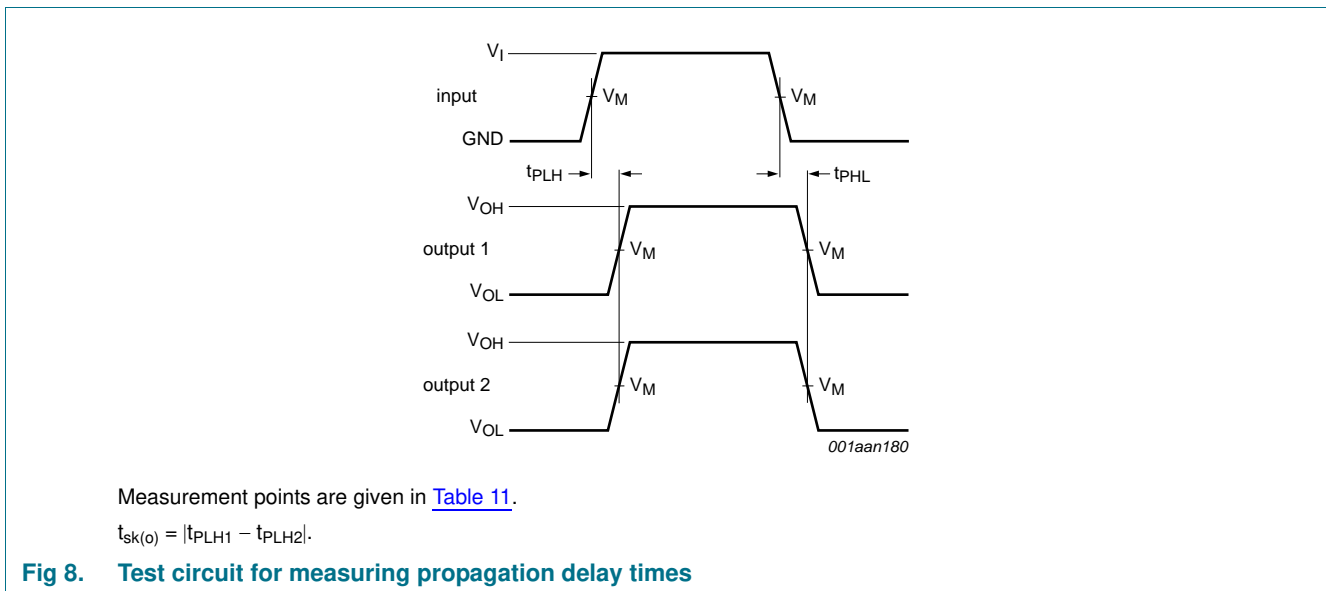 V_I
input
V_M
V_M
GND
t_PLH
t_PHL
V_OH
output 1
V_M
V_M
V_OL
V_OH
output 2
V_M
V_M
V_OL
001aan180
Measurement points are given in Table 11.
t_sk(o) = |t_PLH1 − t_PLH2|.
Fig 8. Test circuit for measuring propagation delay times